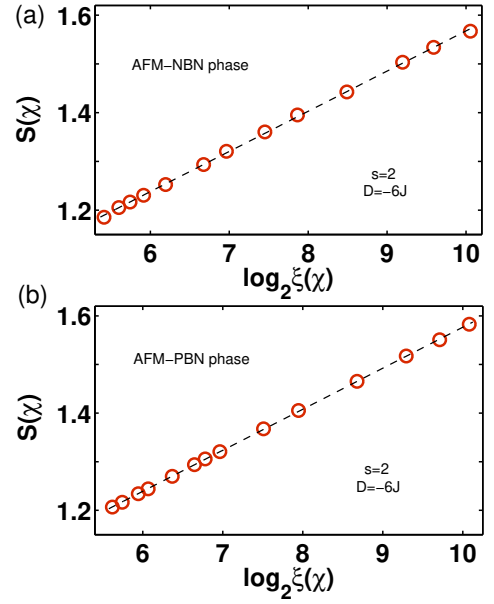 (a)
1.6
1.4
1.2
S(χ)
AFM−NBN phase
s=2
D=−6J
6 7 8 9 10
log₂ξ(χ)
(b)
1.6
1.4
1.2
S(χ)
AFM−PBN phase
s=2
D=−6J
6 7 8 9 10
log₂ξ(χ)